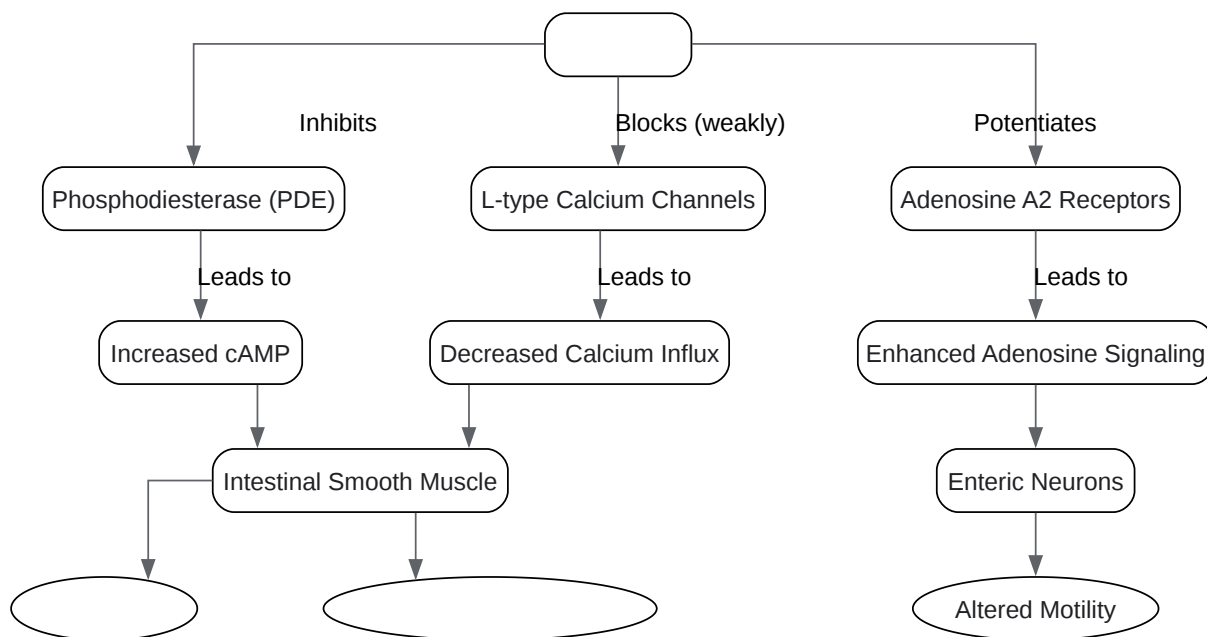 Inhibits
Blocks (weakly)
Potentiates
Phosphodiesterase (PDE)
L-type Calcium Channels
Adenosine A2 Receptors
Leads to
Leads to
Leads to
Increased cAMP
Decreased Calcium Influx
Enhanced Adenosine Signaling
Intestinal Smooth Muscle
Enteric Neurons
Altered Motility